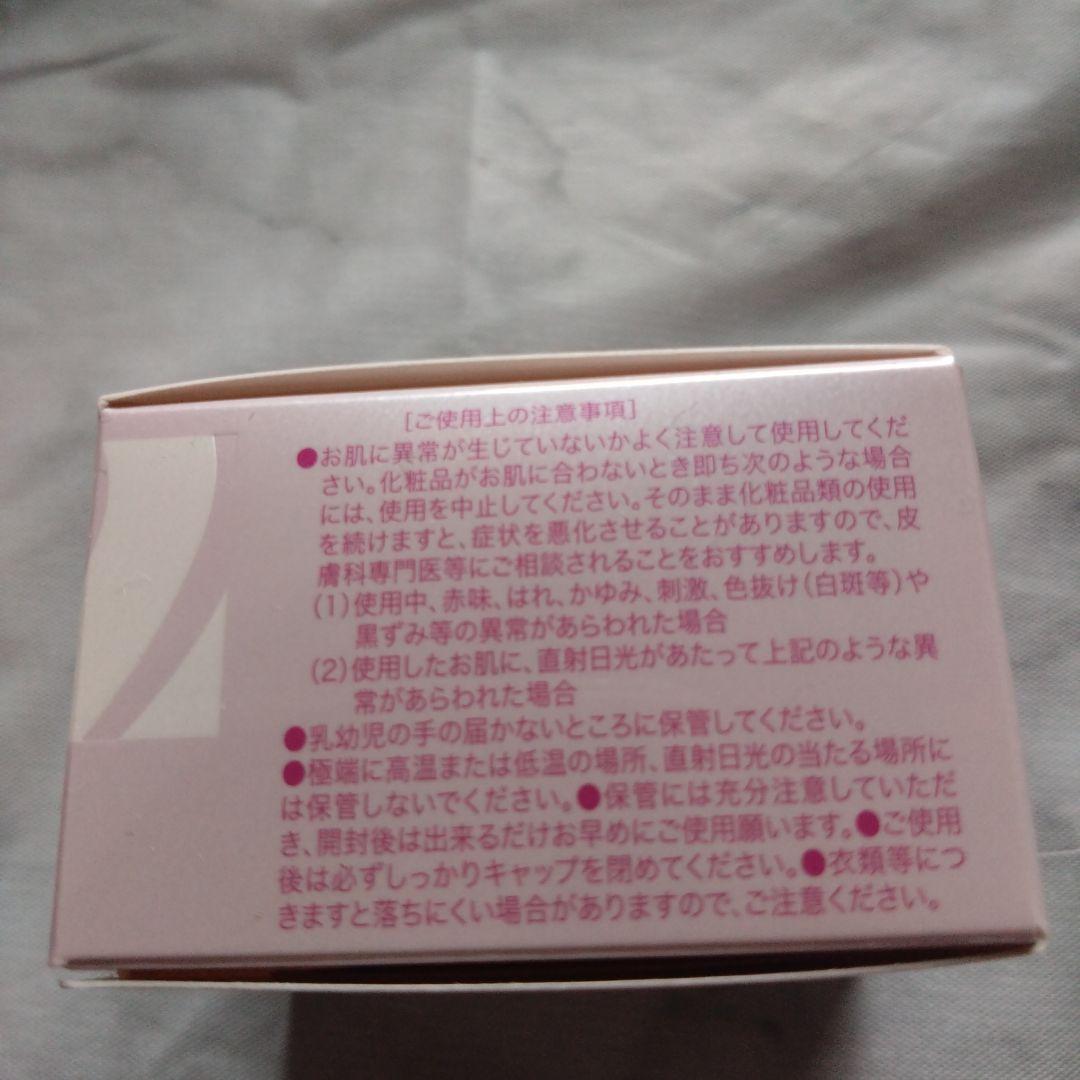 [ご使用上の注意事項]
●お肌に異常が生じていないかよく注意して使用してくだ
さい。化粧品がお肌に合わないとき即ち次のような場合
には、使用を中止してください。そのまま化粧品類の使用
を続けますと、症状を悪化させることがありますので、皮
膚科専門医等にご相談されることをおすすめします。
(1)使用中、赤味、はれ、かゆみ、刺激、色抜け(白斑等)や
黒ずみ等の異常があらわれた場合
(2)使用したお肌に、直射日光があたって上記のような異
常があらわれた場合
●乳幼児の手の届かないところに保管してください。
●極端に高温または低温の場所、直射日光の当たる場所に
は保管しないでください。●保管には充分注意していただ
き、開封後は出来るだけお早めにご使用願います。●ご使用
後は必ずしっかりキャップを閉めてください。●衣類等につ
きますと落ちにくい場合がありますので、ご注意ください。